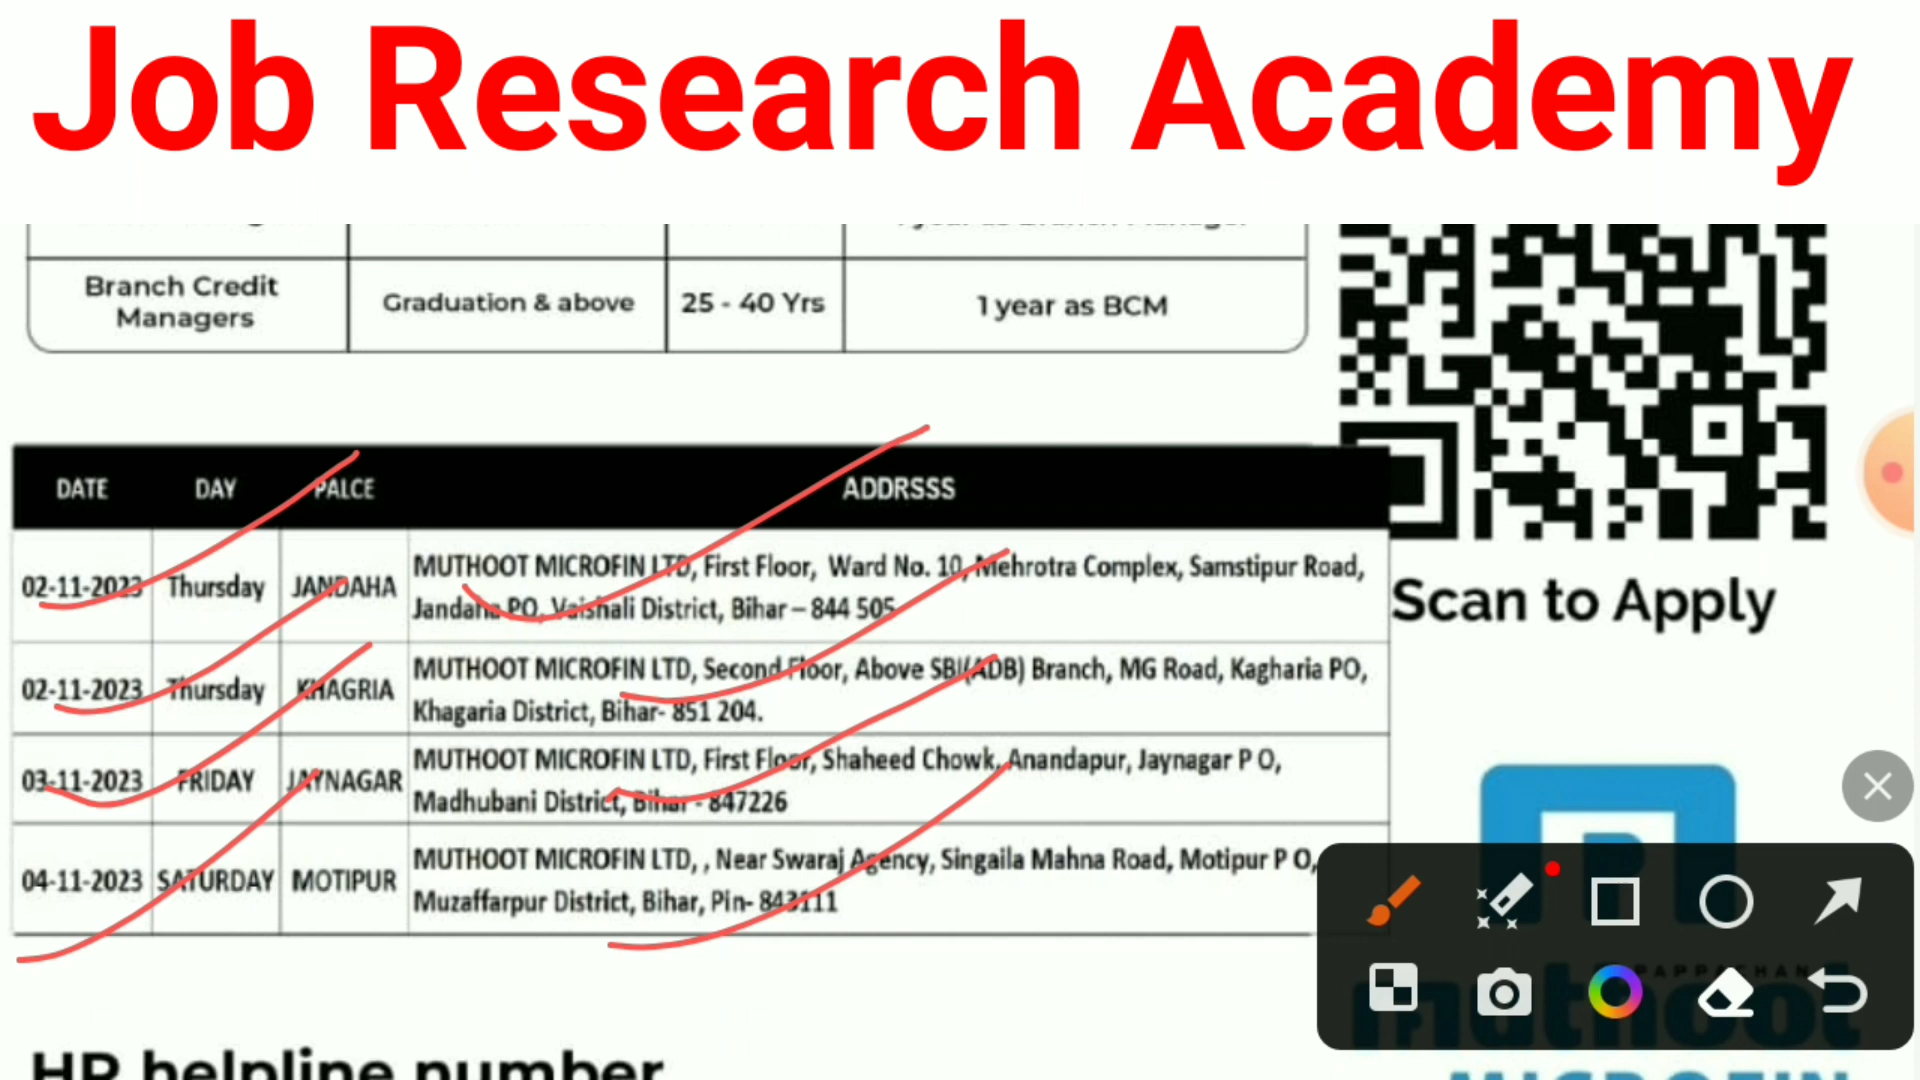 Job Research Academy
Branch Credit
Managers
Graduation & above
25 - 40 Yrs
1 year as BCM
DATE DAY PALCE ADDRSSS
02-11-2023 Thursday JANDAHA
MUTHOOT MICROFIN LTD, First Floor, Ward No. 10, Mehrotra Complex, Samstipur Road,
Jandaha PO, Vaishali District, Bihar – 844 505
02-11-2023 Thursday KHAGRIA
MUTHOOT MICROFIN LTD, Second Floor, Above SBI(ADB) Branch, MG Road, Kagharia PO,
Khagaria District, Bihar- 851 204.
03-11-2023 FRIDAY JAYNAGAR
MUTHOOT MICROFIN LTD, First Floor, Shaheed Chowk, Anandapur, Jaynagar P O,
Madhubani District, Bihar - 847226
04-11-2023 SATURDAY MOTIPUR
MUTHOOT MICROFIN LTD, , Near Swaraj Agency, Singaila Mahna Road, Motipur P O,
Muzaffarpur District, Bihar, Pin- 843111
Scan to Apply
HR helpline number
muthoot
MICROFIN